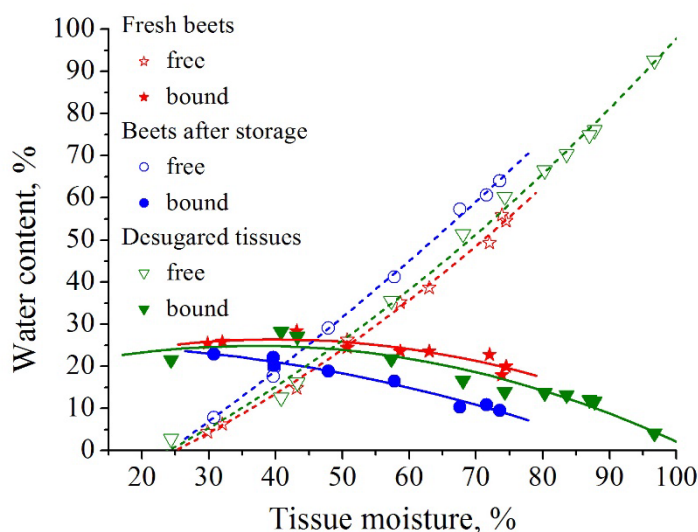 Fresh beets
free
bound
Beets after storage
free
bound
Desugared tissues
free
bound
Water content, %
100
90
80
70
60
50
40
30
20
10
0
20 30 40 50 60 70 80 90 100
Tissue moisture, %